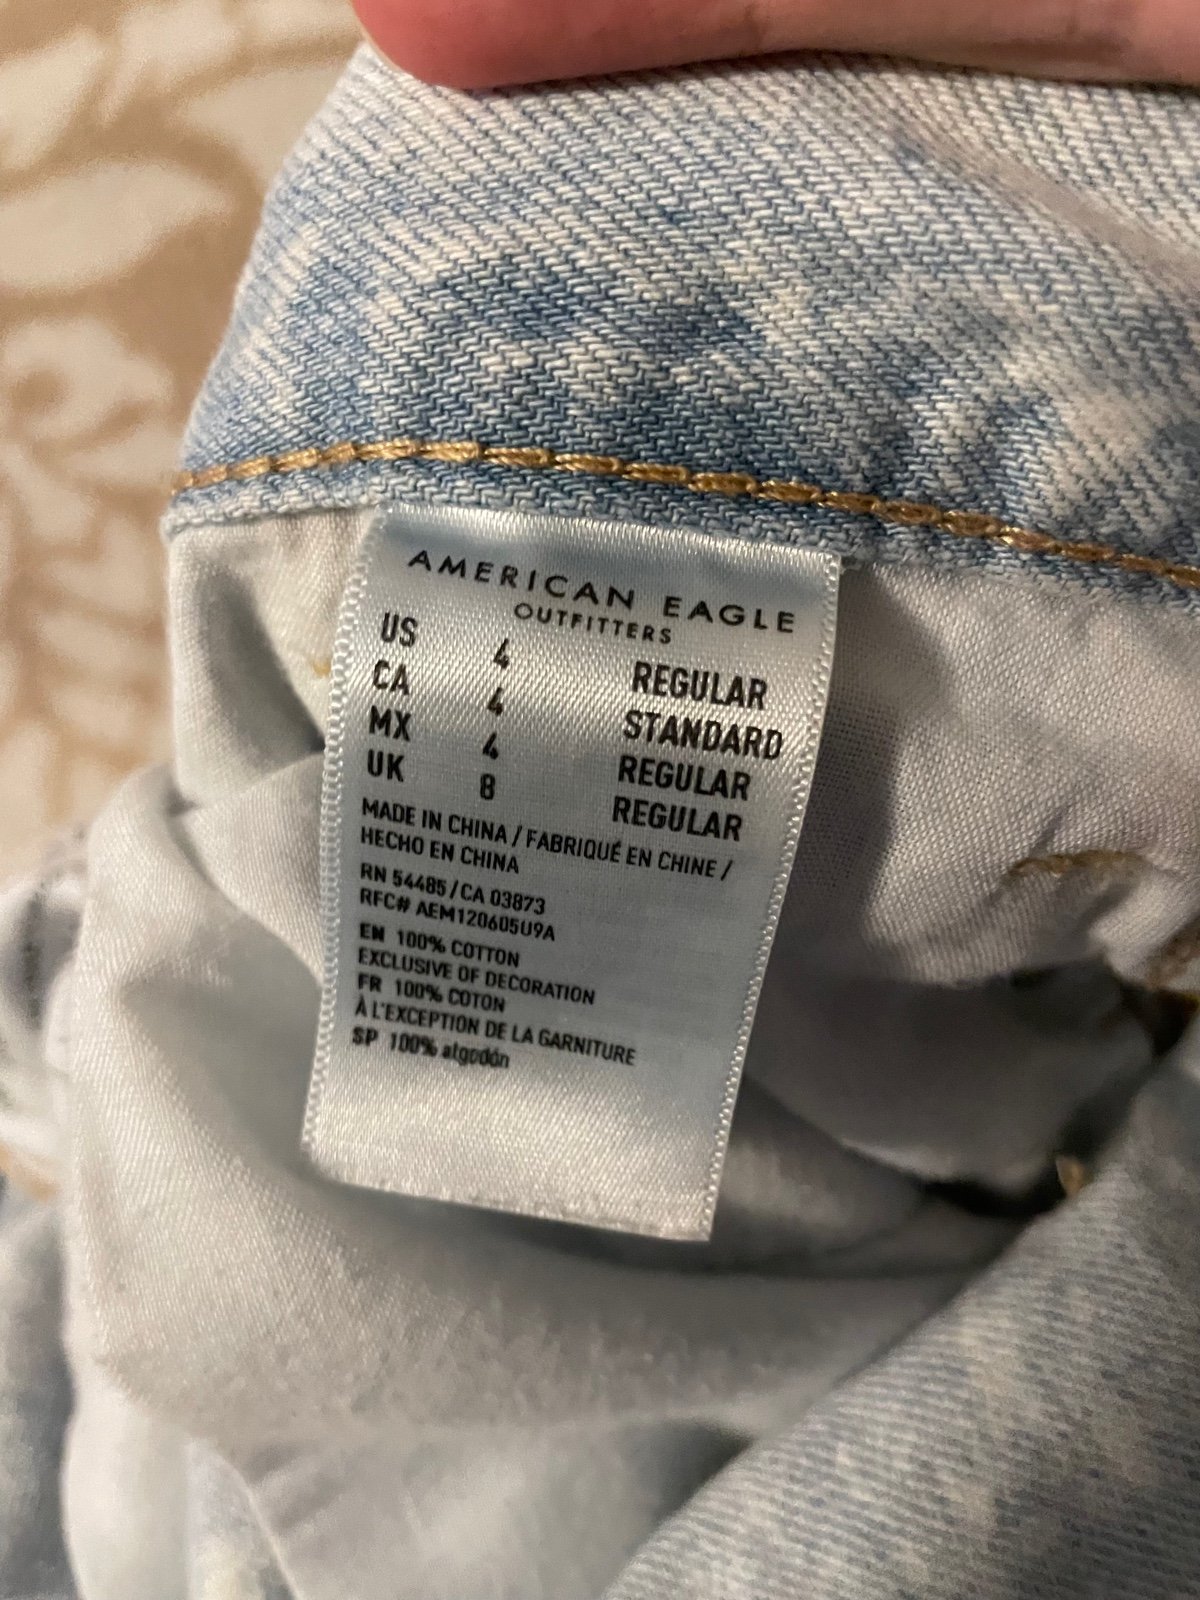 AMERICAN EAGLE
OUTFITTERS
US 4 REGULAR
CA 4 STANDARD
MX 4 REGULAR
UK 8 REGULAR
MADE IN CHINA / FABRIQUÉ EN CHINE /
HECHO EN CHINA
RN 54485 / CA 03873
RFC# AEM120605U9A
EN 100% COTTON
EXCLUSIVE OF DECORATION
FR 100% COTON
À L'EXCEPTION DE LA GARNITURE
SP 100% algodón